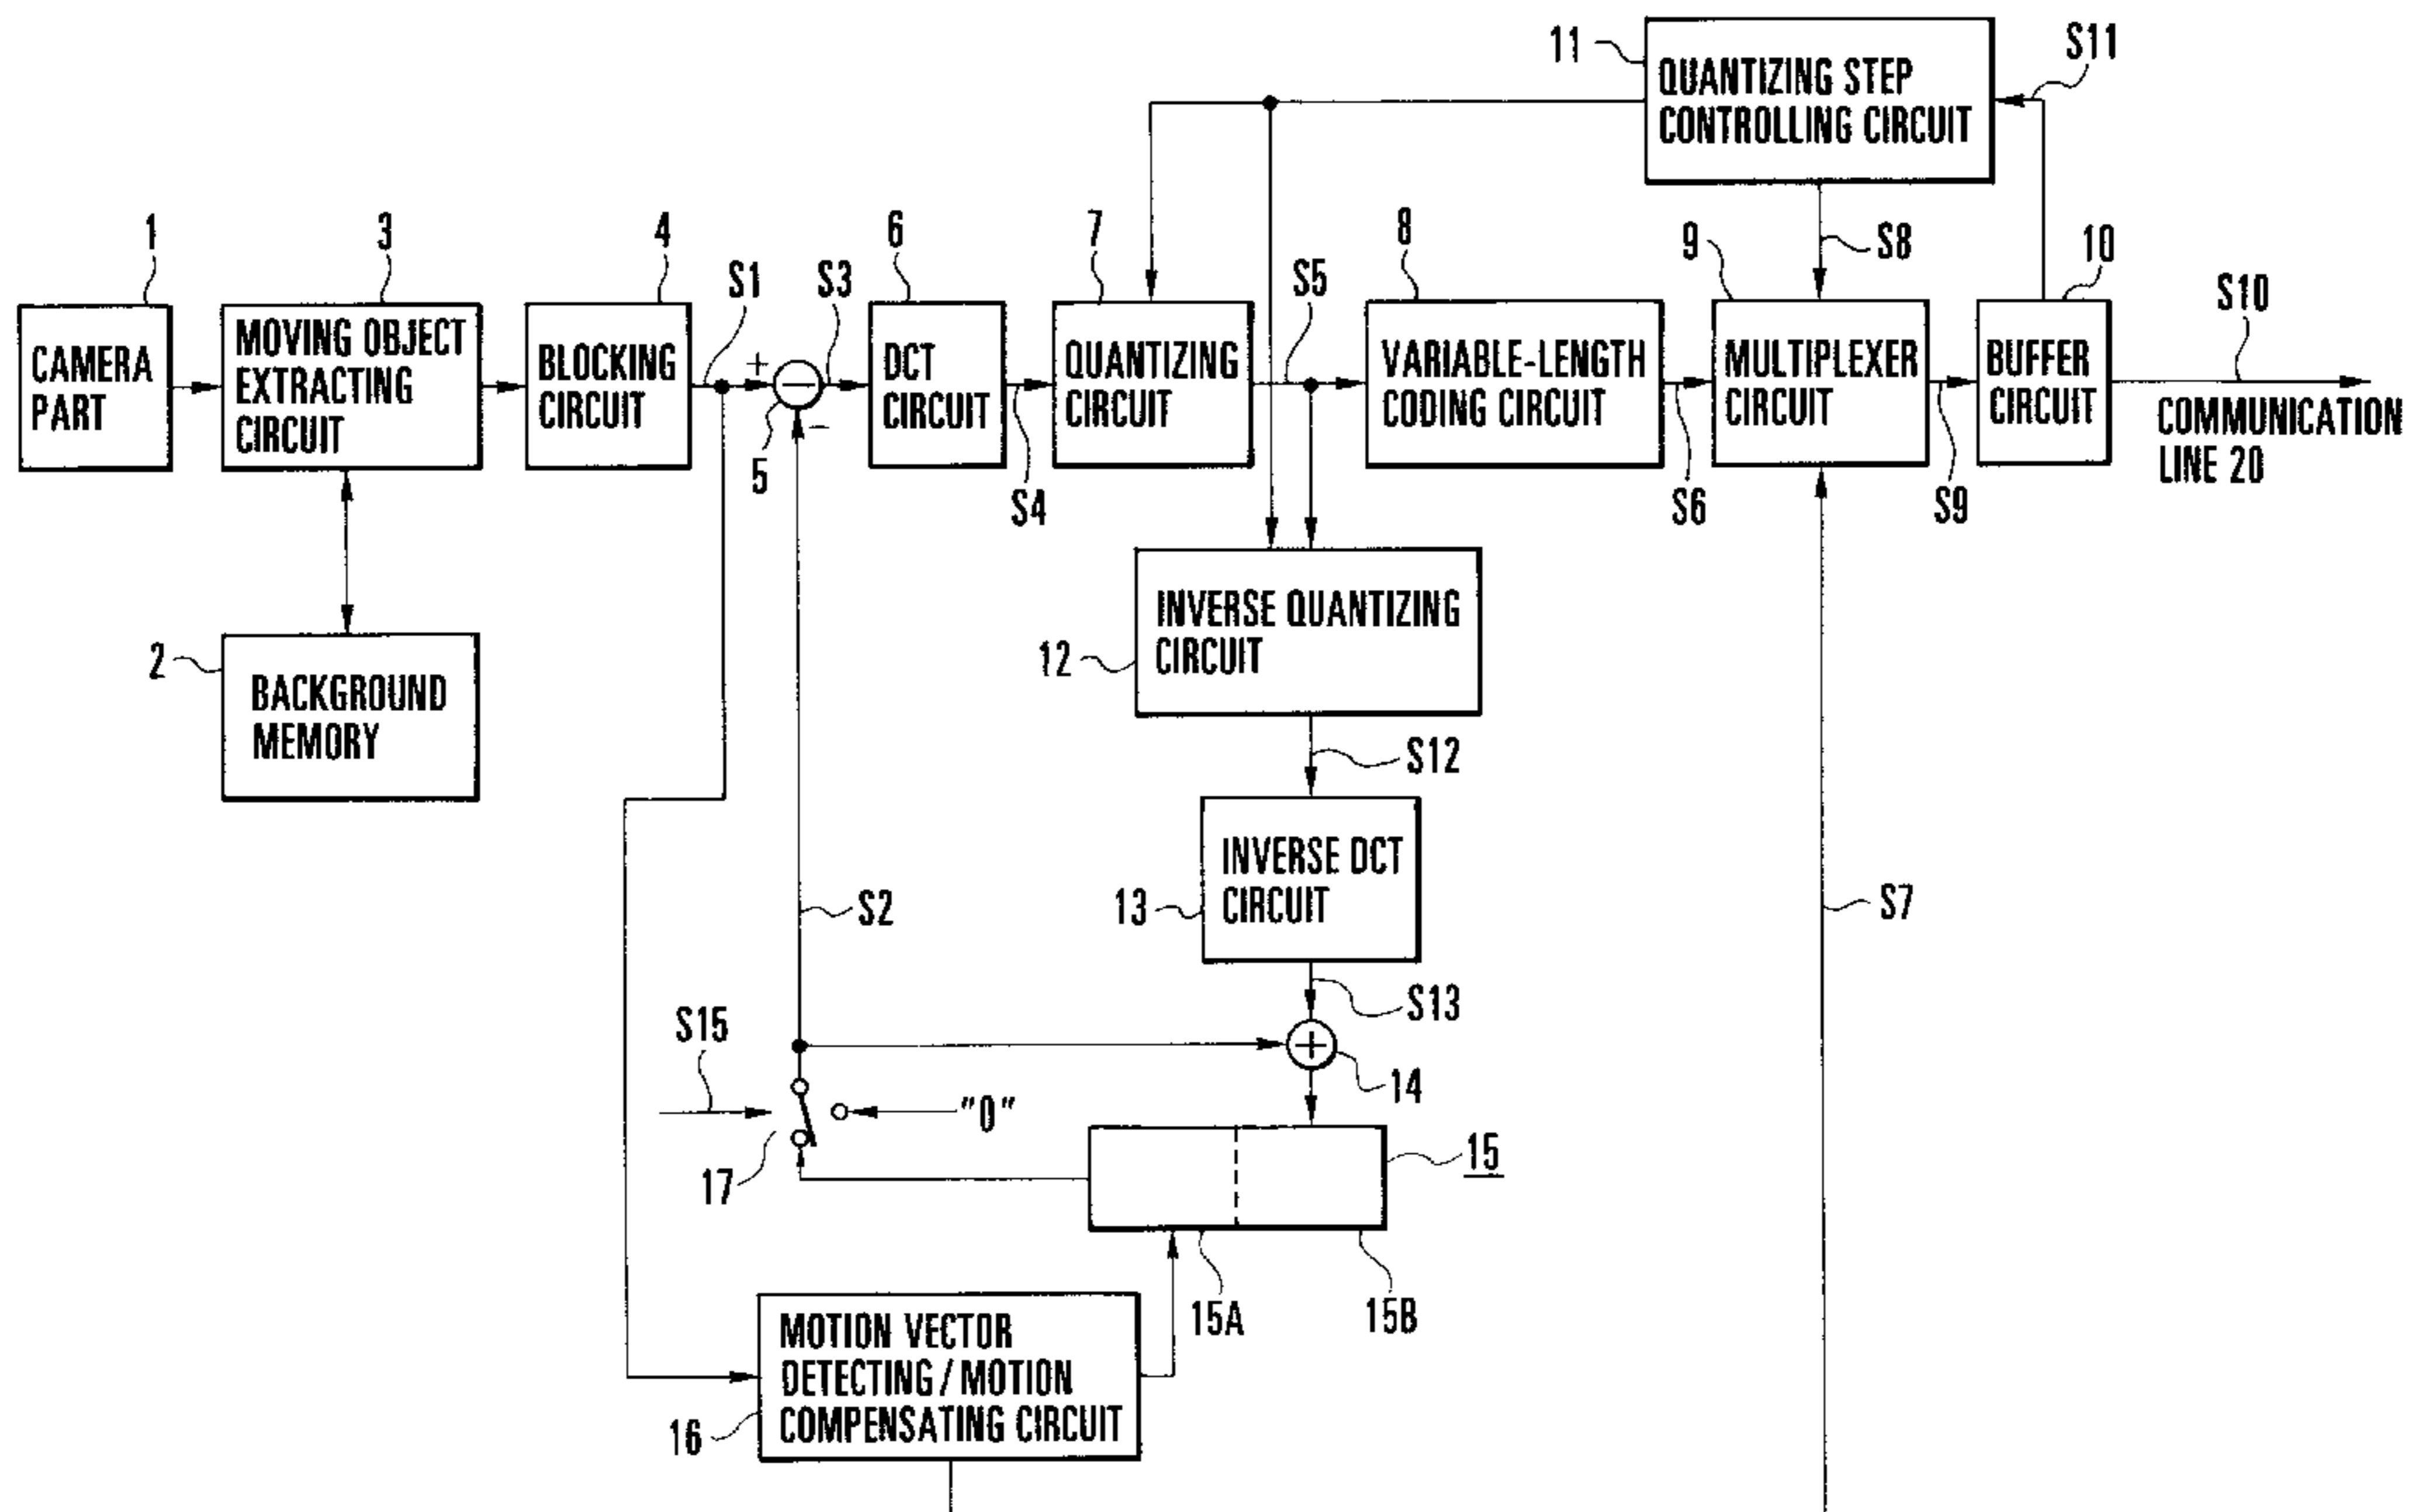 11
QUANTIZING STEP
CONTROLLING CIRCUIT
S11
1
3
4
S1
S3
6
7
S5
8
9
S8
10
S10
CAMERA
PART
MOVING OBJECT
EXTRACTING
CIRCUIT
BLOCKING
CIRCUIT
+
−
5
−
DCT
CIRCUIT
S4
QUANTIZING
CIRCUIT
VARIABLE-LENGTH
CODING CIRCUIT
S6
MULTIPLEXER
CIRCUIT
S9
BUFFER
CIRCUIT
COMMUNICATION
LINE 20
2
BACKGROUND
MEMORY
12
INVERSE QUANTIZING
CIRCUIT
S12
13
INVERSE DCT
CIRCUIT
S2
S7
S13
S15
+
14
17
"0"
15
15A
15B
16
MOTION VECTOR
DETECTING / MOTION
COMPENSATING CIRCUIT